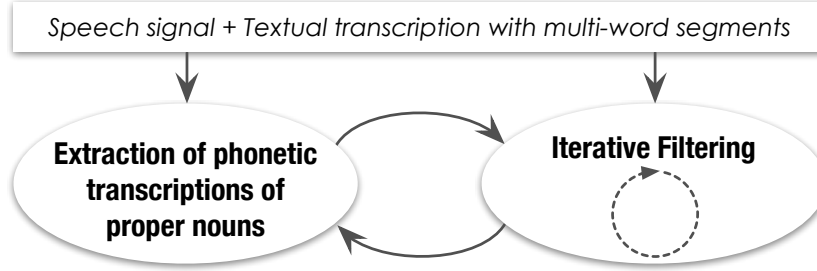 Speech signal + Textual transcription with multi-word segments
Extraction of phonetic
transcriptions of
proper nouns
Iterative Filtering